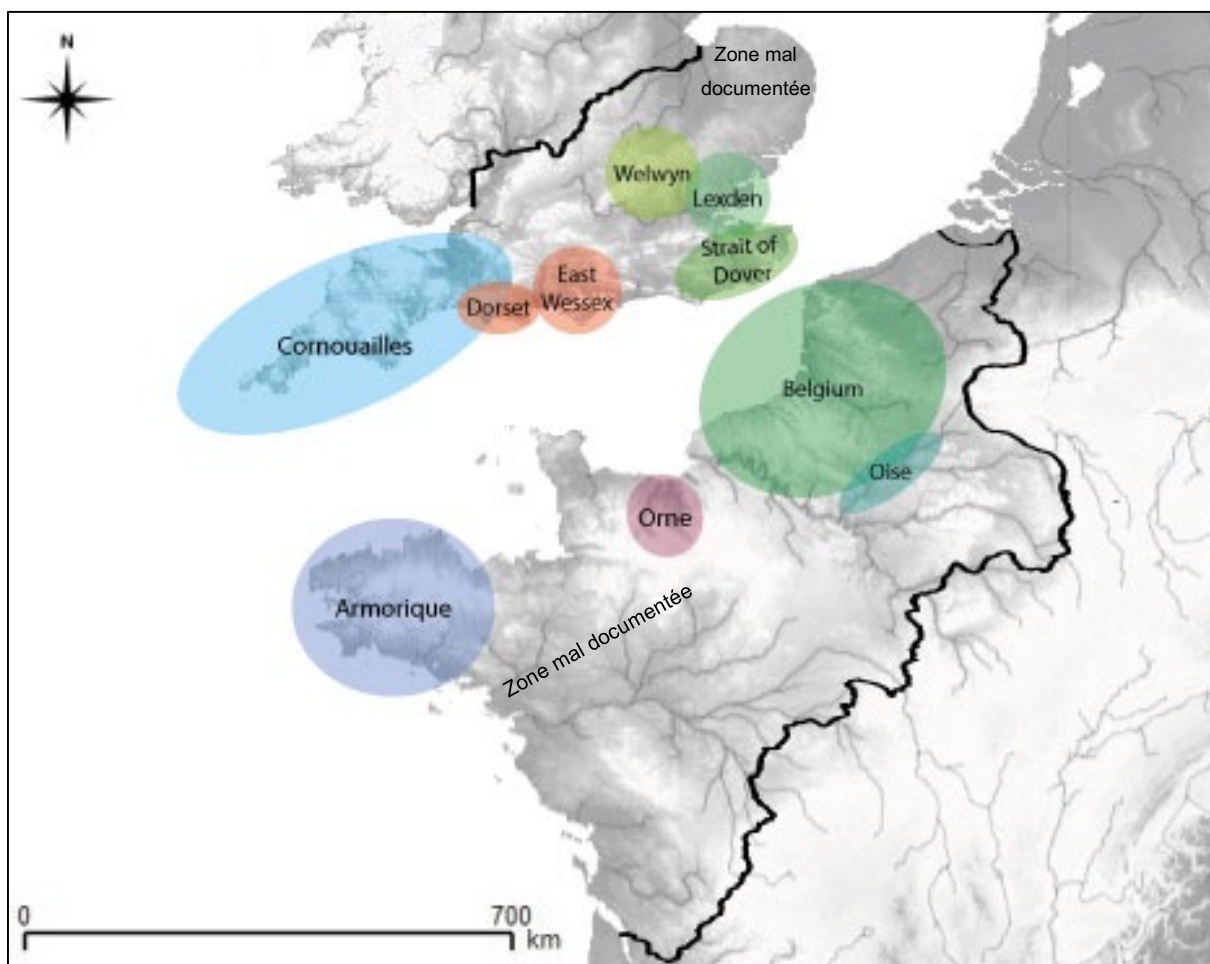 N
Zone mal
documentée
Welwyn
Lexden
Strait of
Dover
East
Wessex
Dorset
Cornouailles
Belgium
Oise
Orne
Armorique
Zone mal documentée
0
700
km